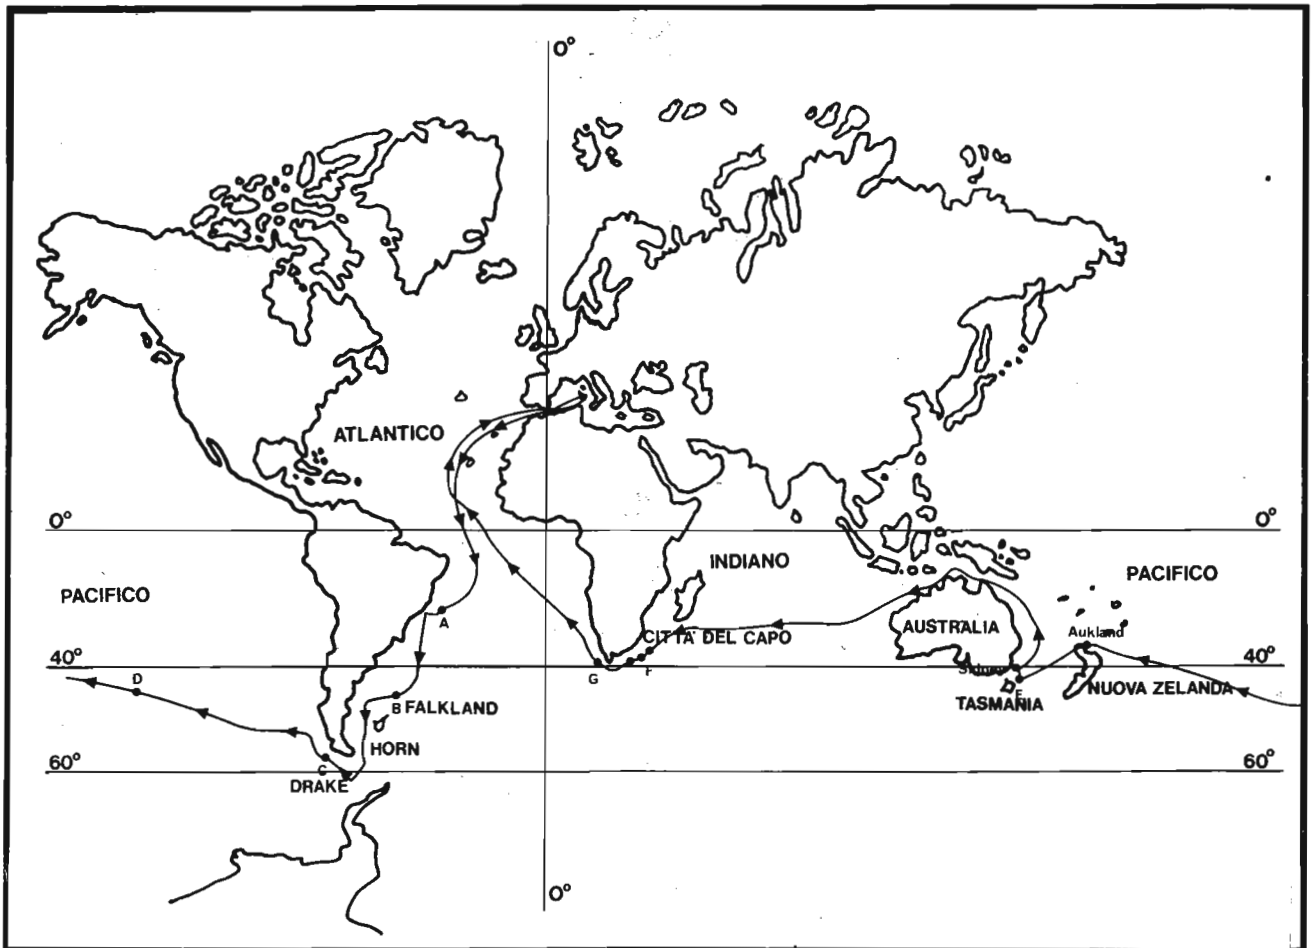 0°
ATLANTICO
0°
0°
INDIANO
PACIFICO
PACIFICO
A
CITTÀ DEL CAPO
AUSTRALIA
Aukland
40°
40°
G
F
Sidney
D
E
NUOVA ZELANDA
B FALKLAND
TASMANIA
HORN
60°
60°
C
DRAKE
0°